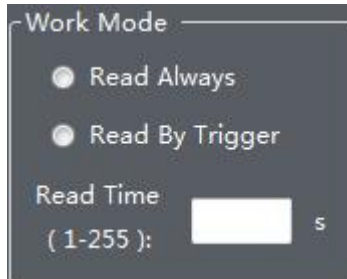 Work Mode
Read Always
Read By Trigger
Read Time
( 1-255 ): s